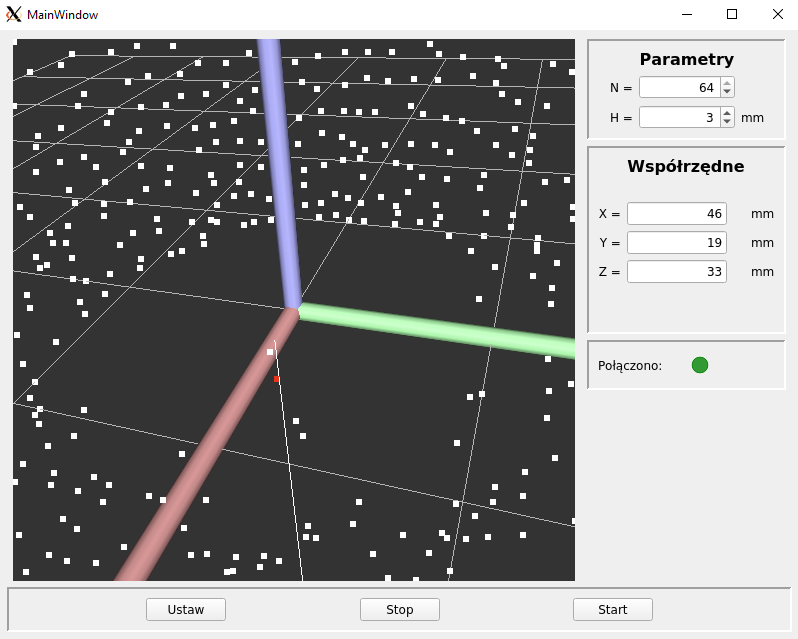 MainWindow
Parametry
N = 64
H = 3 mm
Współrzędne
X = 46 mm
Y = 19 mm
Z = 33 mm
Połączono:
Ustaw Stop Start